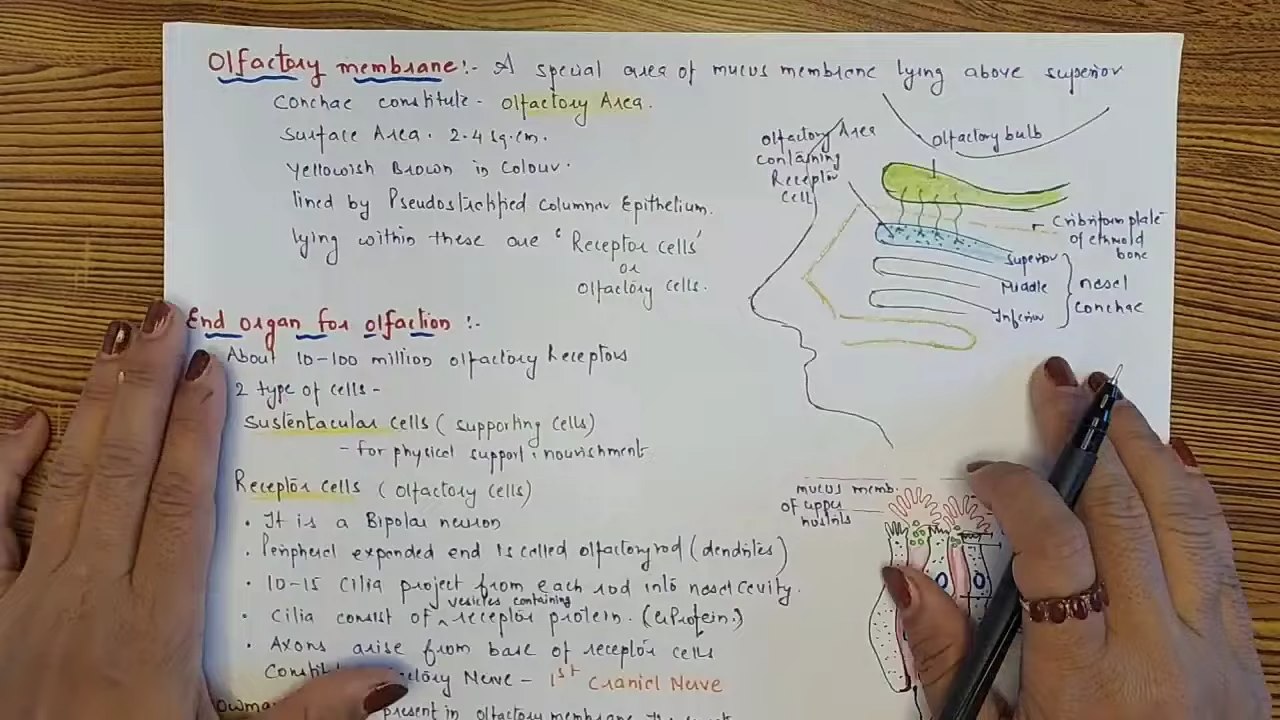 Olfactory membrane :- A special area of mucus membrane lying above superior
Conchae constitute - Olfactory Area.
Surface Area. 2.4 sq.cm.
Yellowish Brown in Colour.
lined by Pseudostratified Columnar Epithelium.
lying within these are 'Receptor cells'
or
Olfactory cells.
Olfactory Area
containing
Receptor
Cell
Olfactory bulb
Cribriform plate
of ethmoid
bone
Superior
Middle
Inferior
nasal
Conchae
End organ for olfaction :-
About 10-100 million olfactory Receptors
2 type of cells -
Sustentacular cells ( supporting cells)
- for physical support, nourishment
Receptor cells ( olfactory cells)
• It is a Bipolar neuron
• Peripheral expanded end is called olfactory rod (dendrites)
• 10-15 Cilia project from each rod into nasal cavity.
• Cilia consist of vesicles containing receptor protein. (G Protein.)
• Axons arise from base of receptor cells
Nerve - 1st Cranial Nerve
present in olfactory membrane
mucus memb.
of upper
nostrils